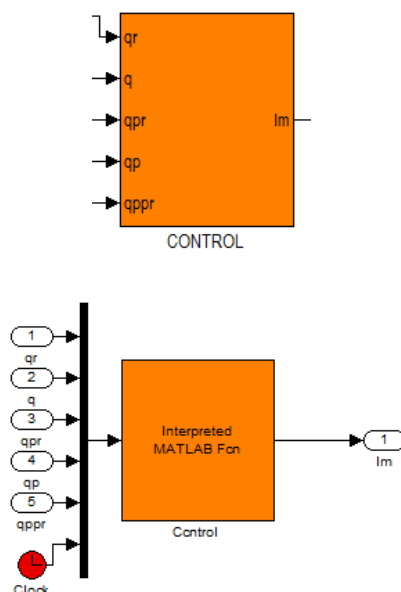 qr
q
qpr
Im
qp
qppr
CONTROL
1
qr
2
q
3
qpr
4
qp
5
qppr
Interpreted
MATLAB Fcn
Control
1
Im
Clock